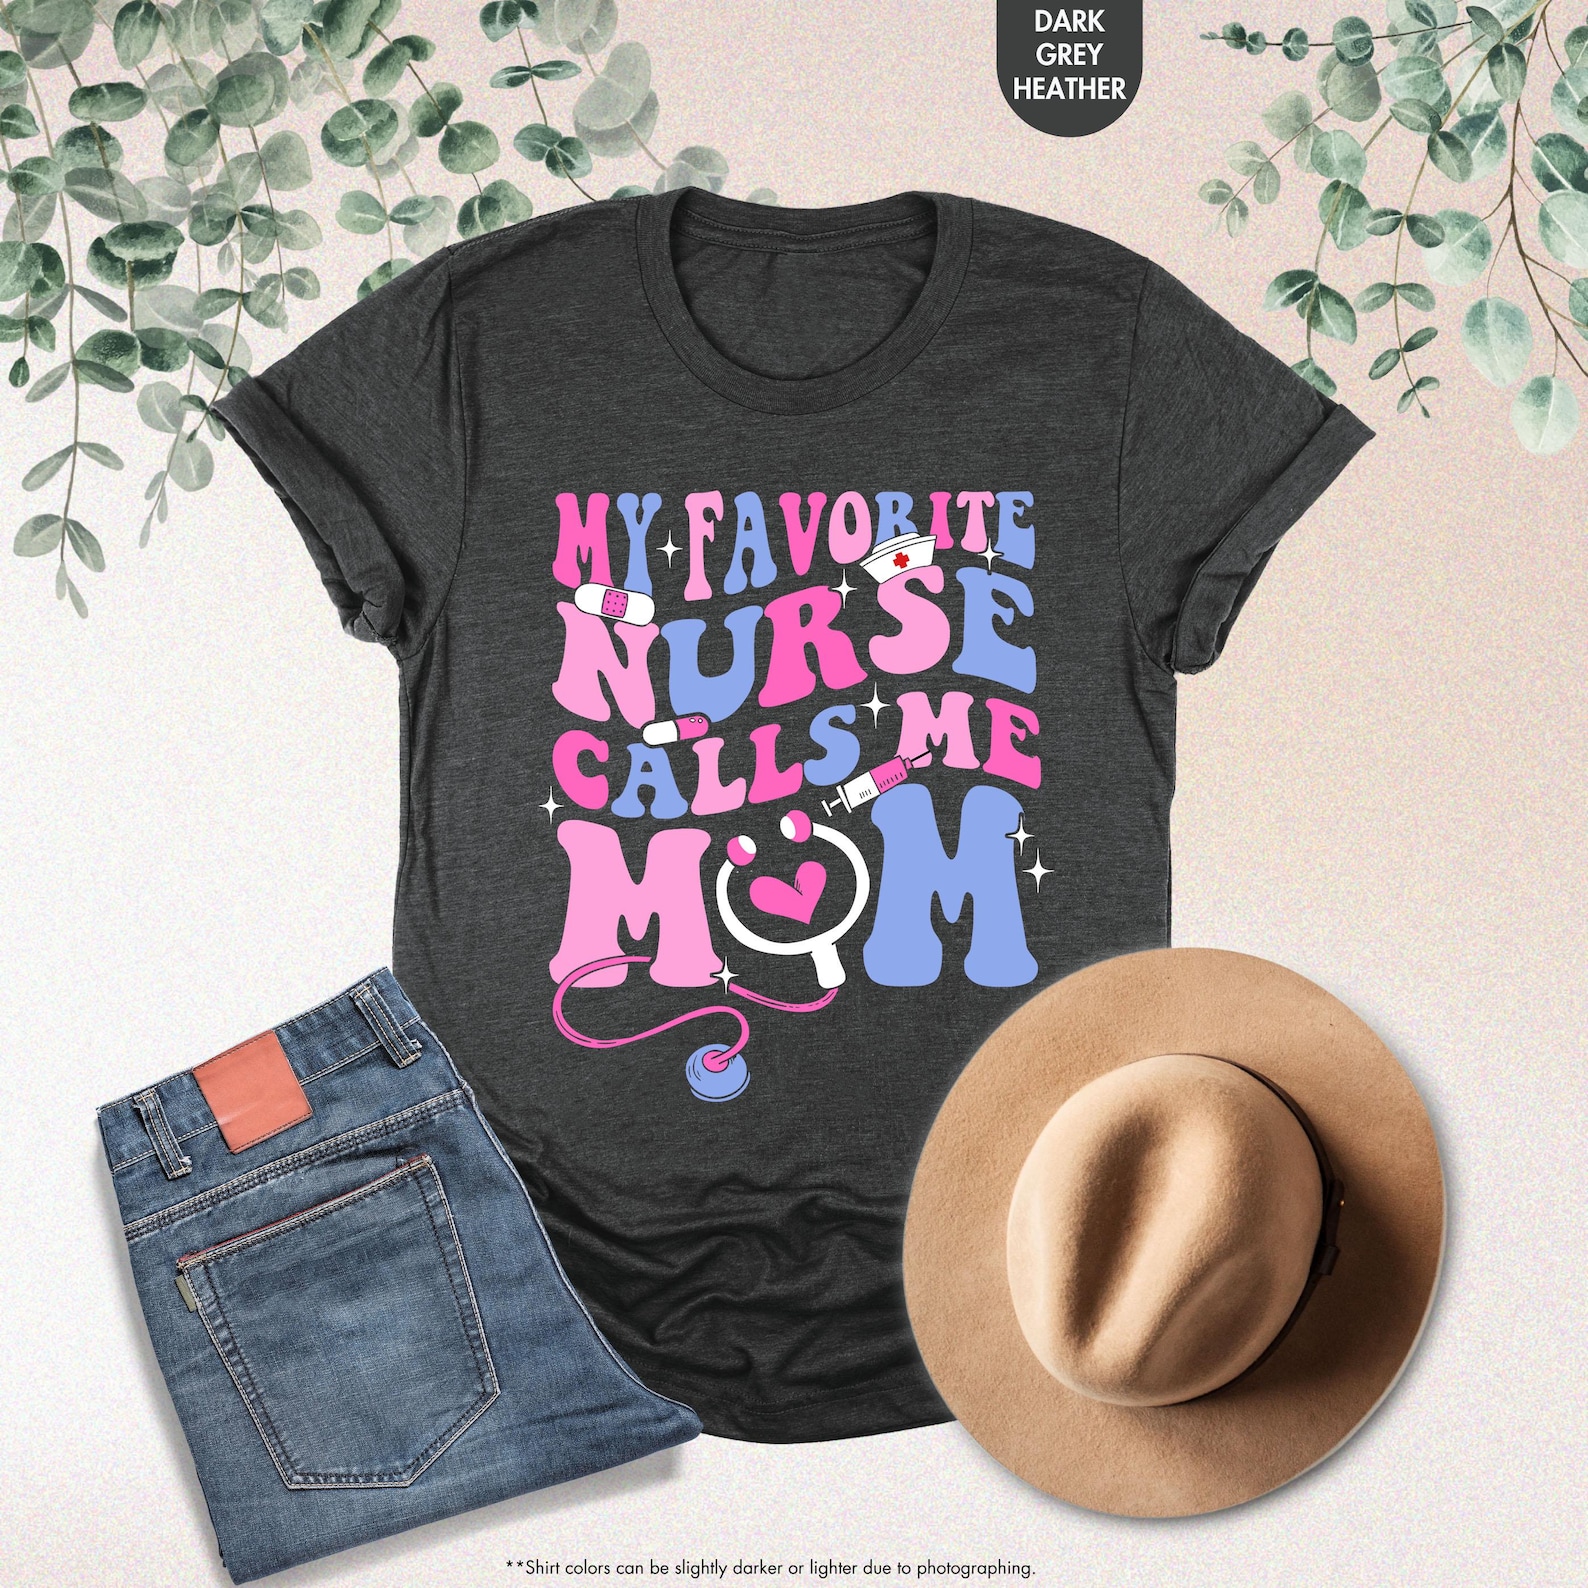 DARK
GREY
HEATHER
MY FAVORITE
NURSE
CALLS ME
MOM
**Shirt colors can be slightly darker or lighter due to photographing.